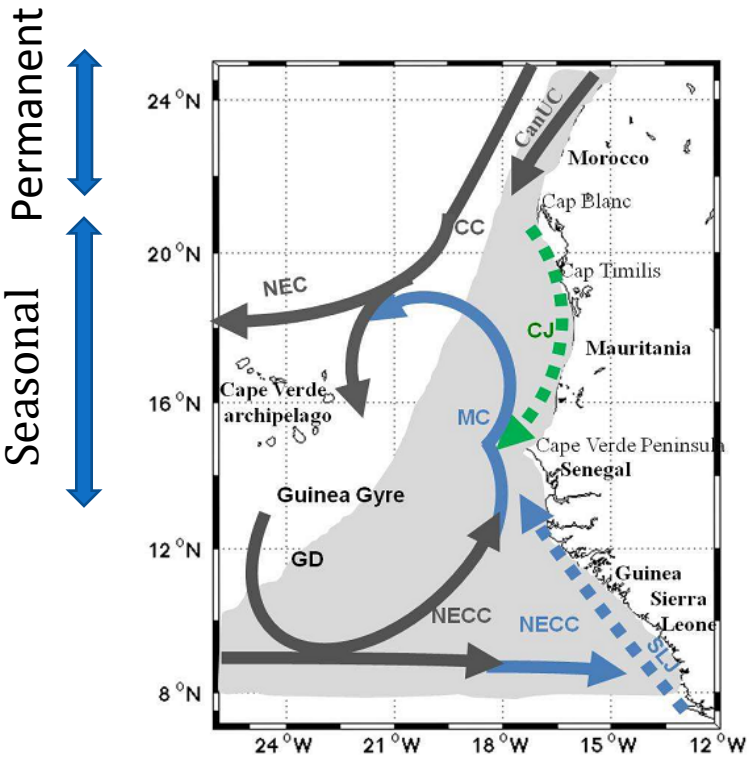 Permanent
Seasonal
24°N
20°N
16°N
12°N
8°N
24°W
21°W
18°W
15°W
12°W
CanUC
Morocco
Cap Blanc
CC
Cap Timilis
NEC
CJ
Mauritania
Cape Verde
archipelago
MC
Cape Verde Peninsula
Senegal
Guinea Gyre
GD
Guinea
Sierra
Leone
NECC
NECC
SLJ